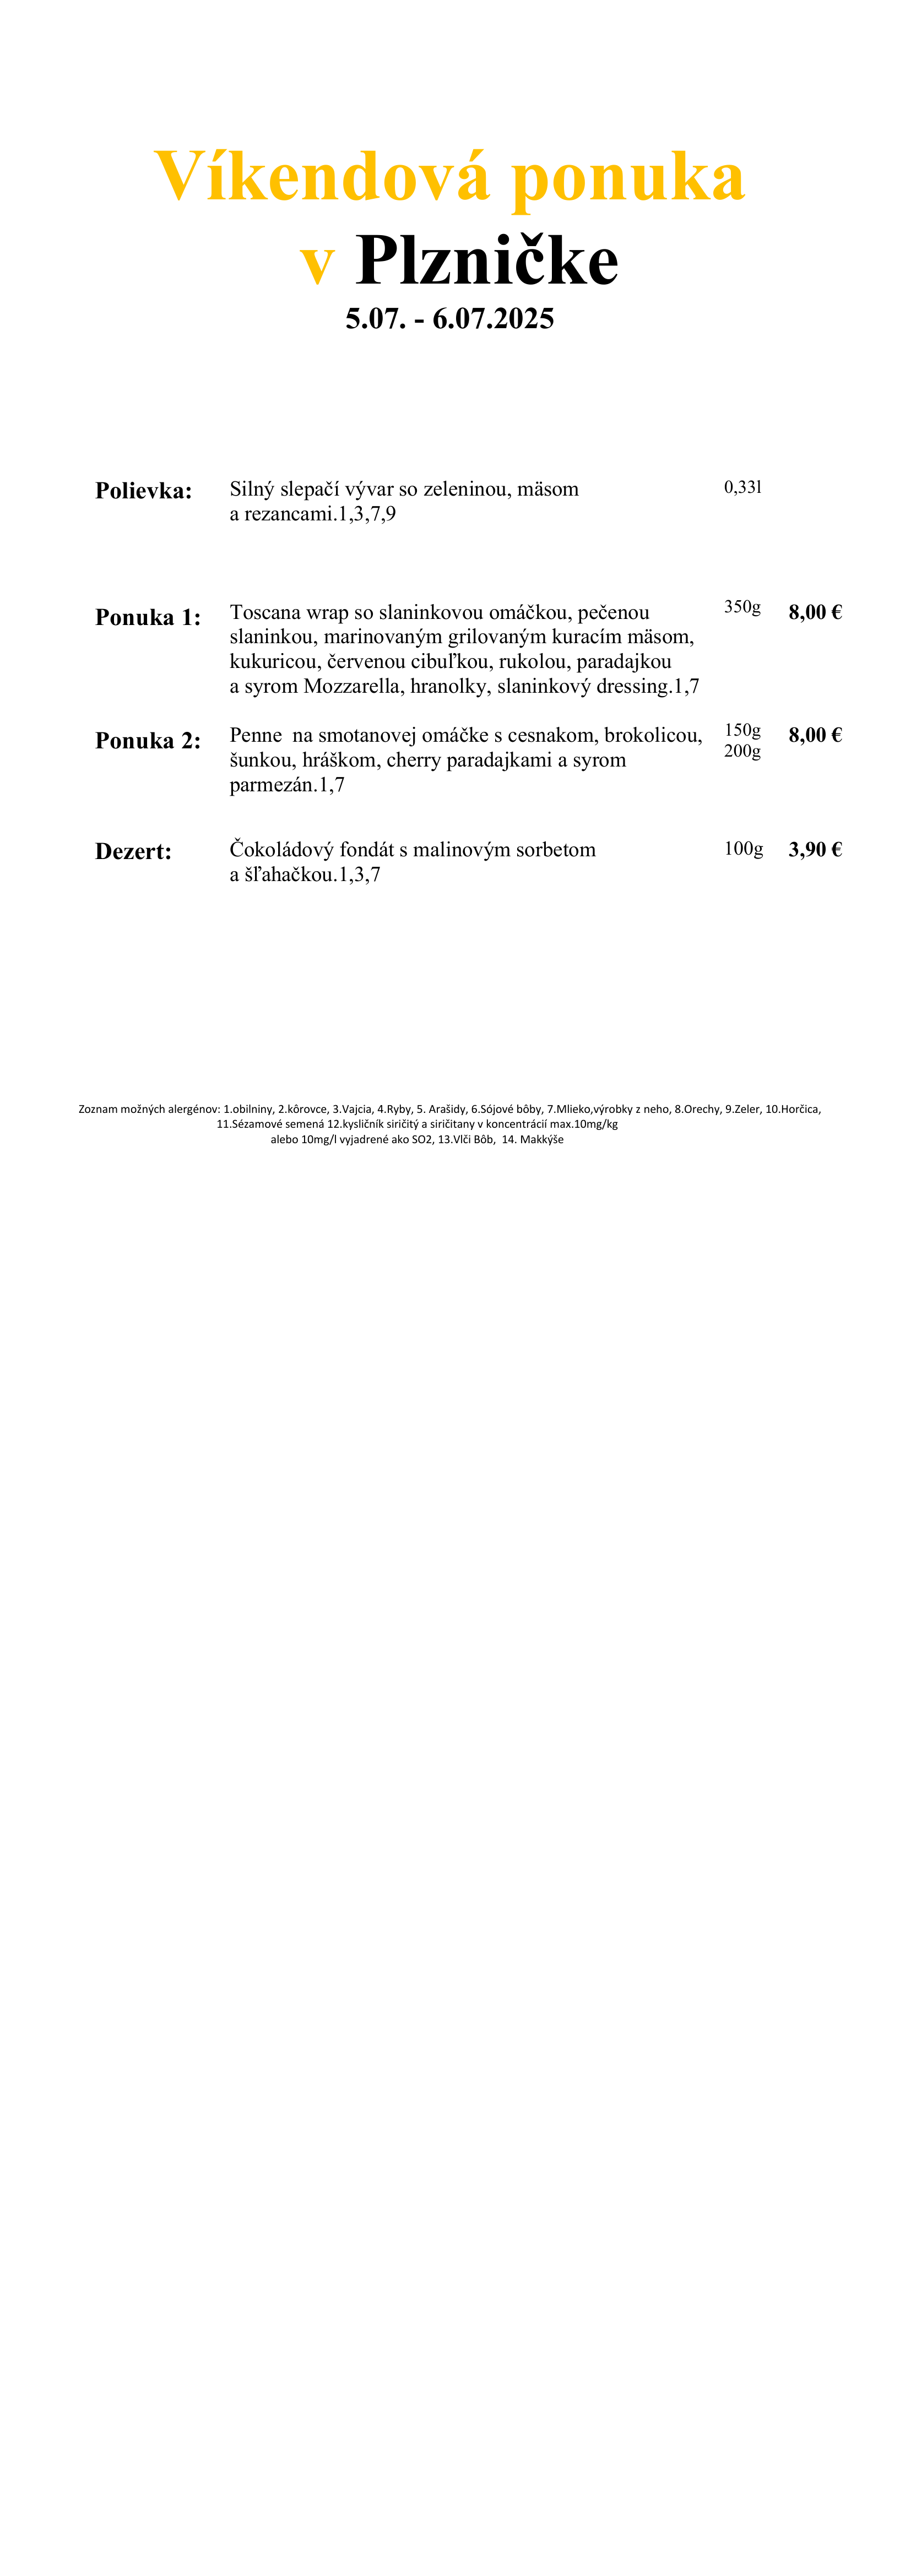 Víkendová ponuka
v Plzničke
5.07. - 6.07.2025
Polievka: Silný slepačí vývar so zeleninou, mäsom 0,33l
a rezancami.1,3,7,9
Ponuka 1: Toscana wrap so slaninkovou omáčkou, pečenou 350g 8,00 €
slaninkou, marinovaným grilovaným kuracím mäsom,
kukuricou, červenou cibuľkou, rukolou, paradajkou
a syrom Mozzarella, hranolky, slaninkový dressing.1,7
Ponuka 2: Penne  na smotanovej omáčke s cesnakom, brokolicou, 150g 8,00 €
šunkou, hráškom, cherry paradajkami a syrom 200g
parmezán.1,7
Dezert: Čokoládový fondát s malinovým sorbetom 100g 3,90 €
a šľahačkou.1,3,7
Zoznam možných alergénov: 1.obilniny, 2.kôrovce, 3.Vajcia, 4.Ryby, 5. Arašidy, 6.Sójové bôby, 7.Mlieko,výrobky z neho, 8.Orechy, 9.Zeler, 10.Horčica,
11.Sézamové semená 12.kysličník siričitý a siričitany v koncentrácií max.10mg/kg
alebo 10mg/l vyjadrené ako SO2, 13.Vlči Bôb,  14. Makkýše